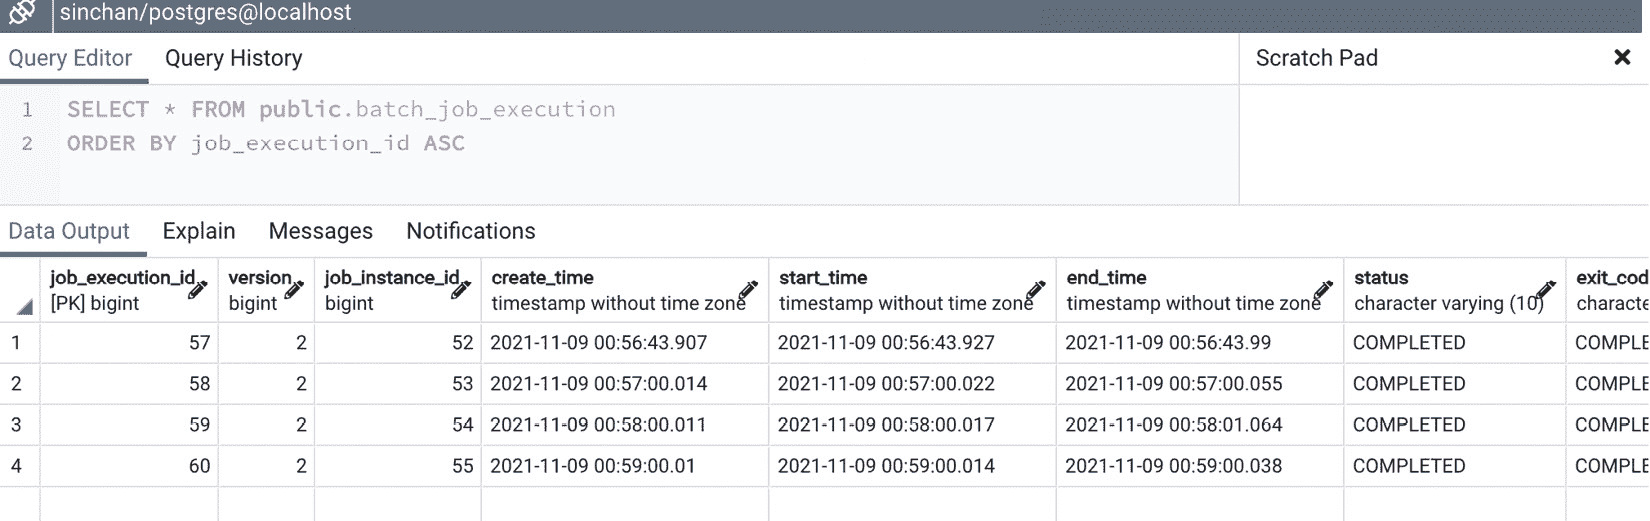 sinchan/postgres@localhost
Query Editor Query History Scratch Pad
1 SELECT * FROM public.batch_job_execution
2 ORDER BY job_execution_id ASC
Data Output Explain Messages Notifications
job_execution_id version job_instance_id create_time start_time end_time status exit_cod
[PK] bigint bigint bigint timestamp without time zone timestamp without time zone timestamp without time zone character varying (10) characte
1 57 2 52 2021-11-09 00:56:43.907 2021-11-09 00:56:43.927 2021-11-09 00:56:43.99 COMPLETED COMPLE
2 58 2 53 2021-11-09 00:57:00.014 2021-11-09 00:57:00.022 2021-11-09 00:57:00.055 COMPLETED COMPLE
3 59 2 54 2021-11-09 00:58:00.011 2021-11-09 00:58:00.017 2021-11-09 00:58:01.064 COMPLETED COMPLE
4 60 2 55 2021-11-09 00:59:00.01 2021-11-09 00:59:00.014 2021-11-09 00:59:00.038 COMPLETED COMPLE